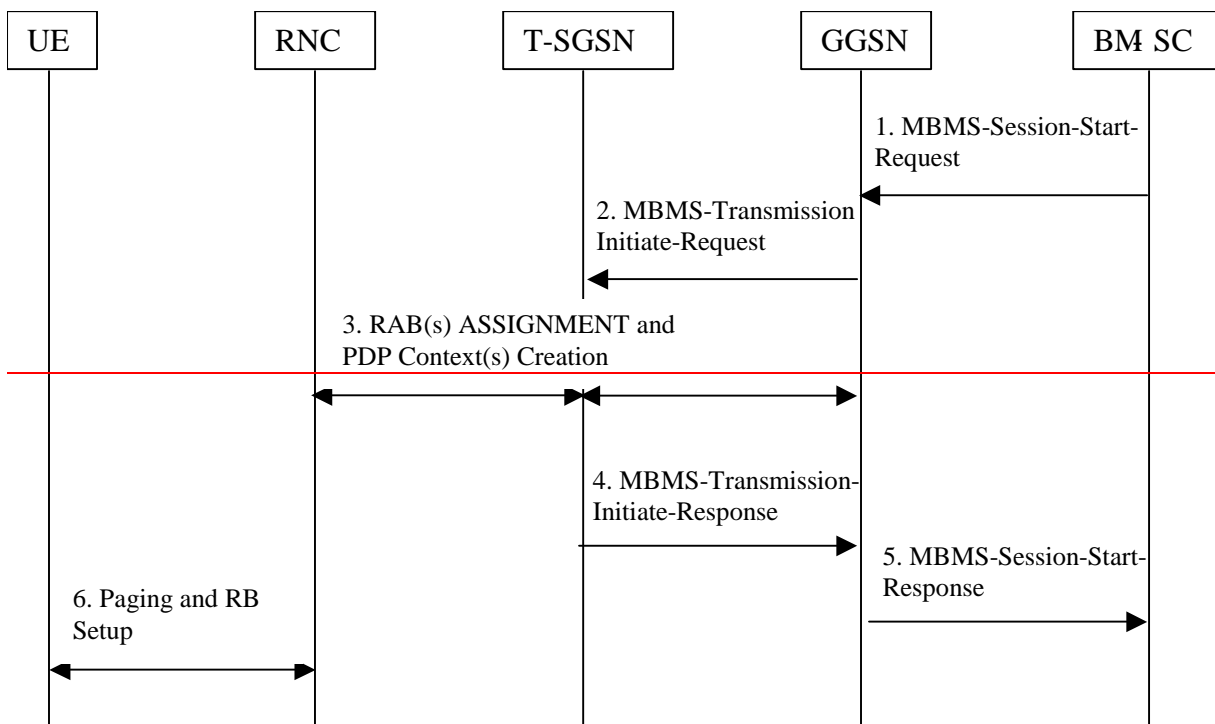 UE
RNC
T-SGSN
GGSN
BM-SC
1. MBMS-Session-Start-
Request
2. MBMS-Transmission
Initiate-Request
3. RAB(s) ASSIGNMENT and
PDP Context(s) Creation
4. MBMS-Transmission-
Initiate-Response
5. MBMS-Session-Start-
Response
6. Paging and RB
Setup